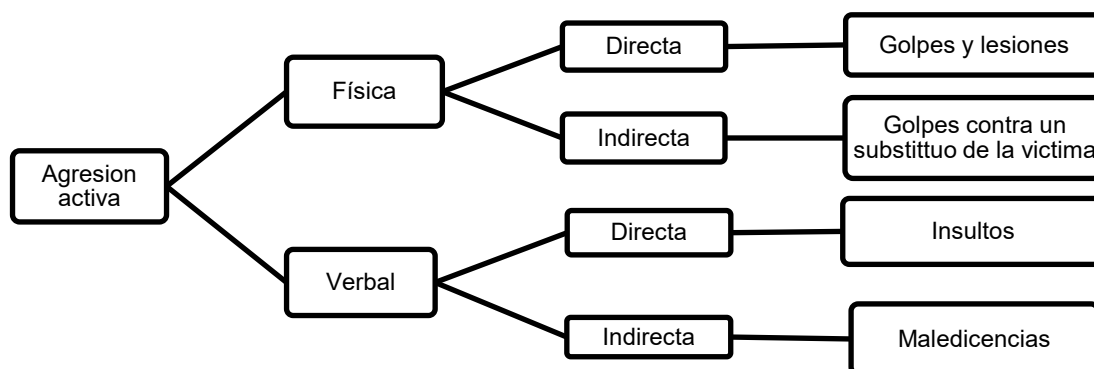 Directa
Golpes y lesiones
Física
Indirecta
Golpes contra un
substittuo de la victima
Agresion
activa
Directa
Insultos
Verbal
Indirecta
Maledicencias